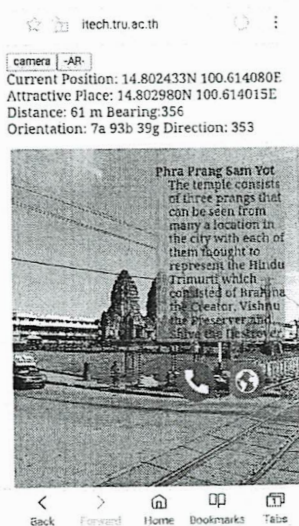 itech.tru.ac.th
camera -AR-
Current Position: 14.802433N 100.614080E
Attractive Place: 14.802980N 100.614015E
Distance: 61 m Bearing:356
Orientation: 7a 93b 39g Direction: 353
Phra Prang Sam Yot
The temple consists
of three prangs that
can be seen from
many a location in
the city with each of
them thought to
represent the Hindu
Trimurti which
consisted of Brahma
the Creator, Vishnu
the Preserver and
Shiva the Destroyer.
Back Forward Home Bookmarks Tabs